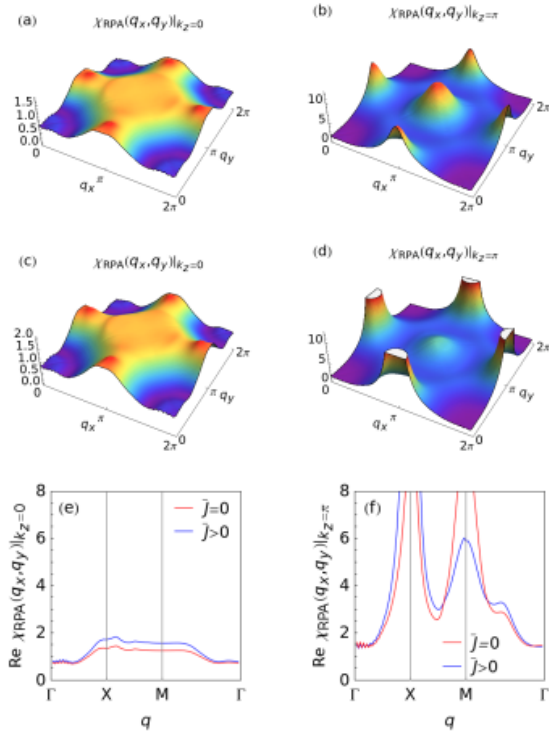 (a) χRPA(qx,qy)|kz=0
1.5
1.0
0.5
0.0
0
qx π
2π
0
π qy
2π
(b) χRPA(qx,qy)|kz=π
10
5
0
0
qx π
2π
0
π qy
2π
(c) χRPA(qx,qy)|kz=0
2.0
1.5
1.0
0.5
0.0
0
qx π
2π
0
π qy
2π
(d) χRPA(qx,qy)|kz=π
10
5
0
0
qx π
2π
0
π qy
2π
(e)
J̄=0
J̄>0
Re χRPA(qx,qy)|kz=0
8
6
4
2
0
Γ X M Γ
q
(f)
J̄=0
J̄>0
Re χRPA(qx,qy)|kz=π
8
6
4
2
0
Γ X M Γ
q